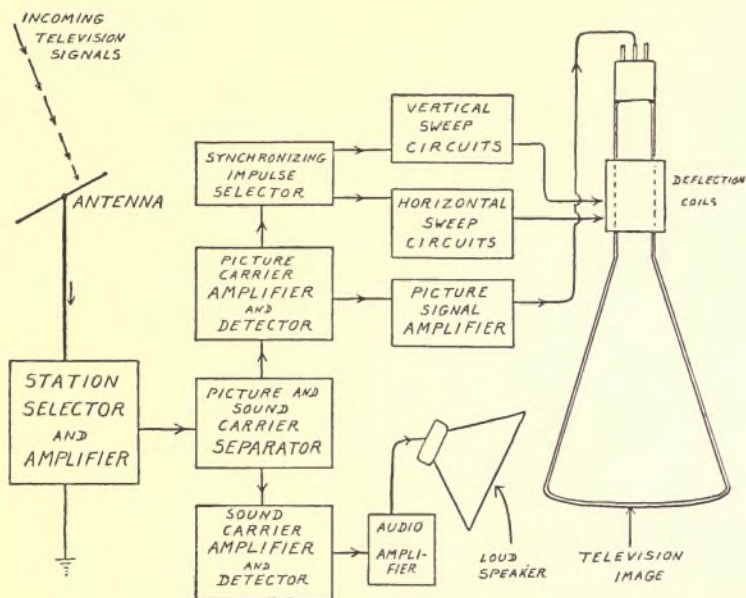 INCOMING
TELEVISION
SIGNALS
ANTENNA
STATION
SELECTOR
AND
AMPLIFIER
PICTURE AND
SOUND
CARRIER
SEPARATOR
PICTURE
CARRIER
AMPLIFIER
AND
DETECTOR
SYNCHRONIZING
IMPULSE
SELECTOR
VERTICAL
SWEEP
CIRCUITS
HORIZONTAL
SWEEP
CIRCUITS
PICTURE
SIGNAL
AMPLIFIER
DEFLECTION
COILS
SOUND
CARRIER
AMPLIFIER
AND
DETECTOR
AUDIO
AMPLI-
FIER
LOUD
SPEAKER
TELEVISION
IMAGE